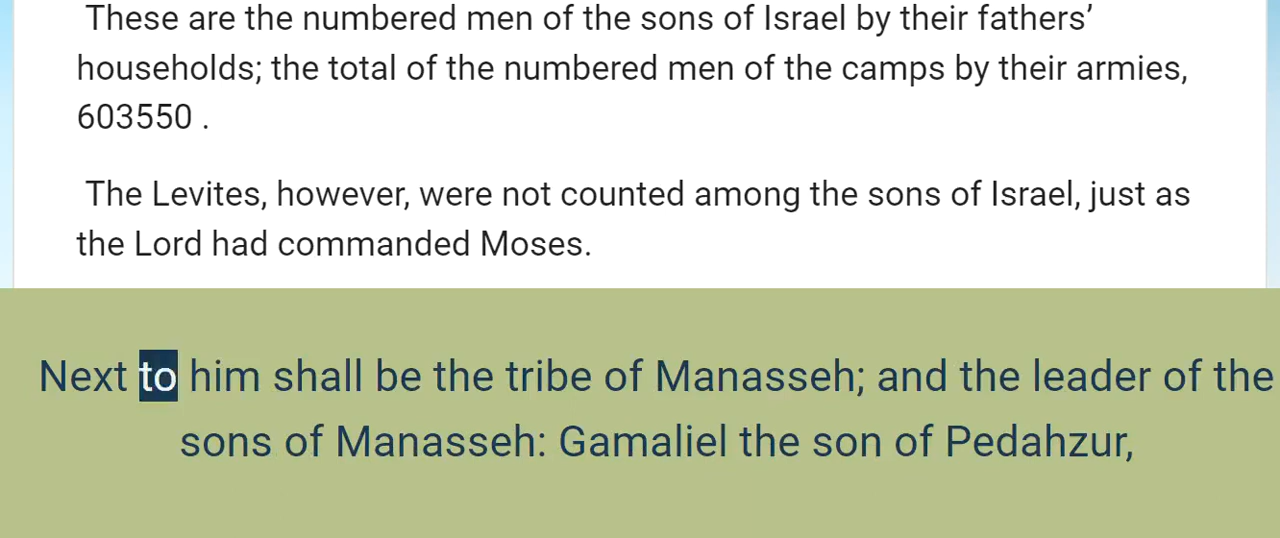 These are the numbered men of the sons of Israel by their fathers’
households; the total of the numbered men of the camps by their armies,
603550 .
The Levites, however, were not counted among the sons of Israel, just as
the Lord had commanded Moses.
Next to him shall be the tribe of Manasseh; and the leader of the
sons of Manasseh: Gamaliel the son of Pedahzur,